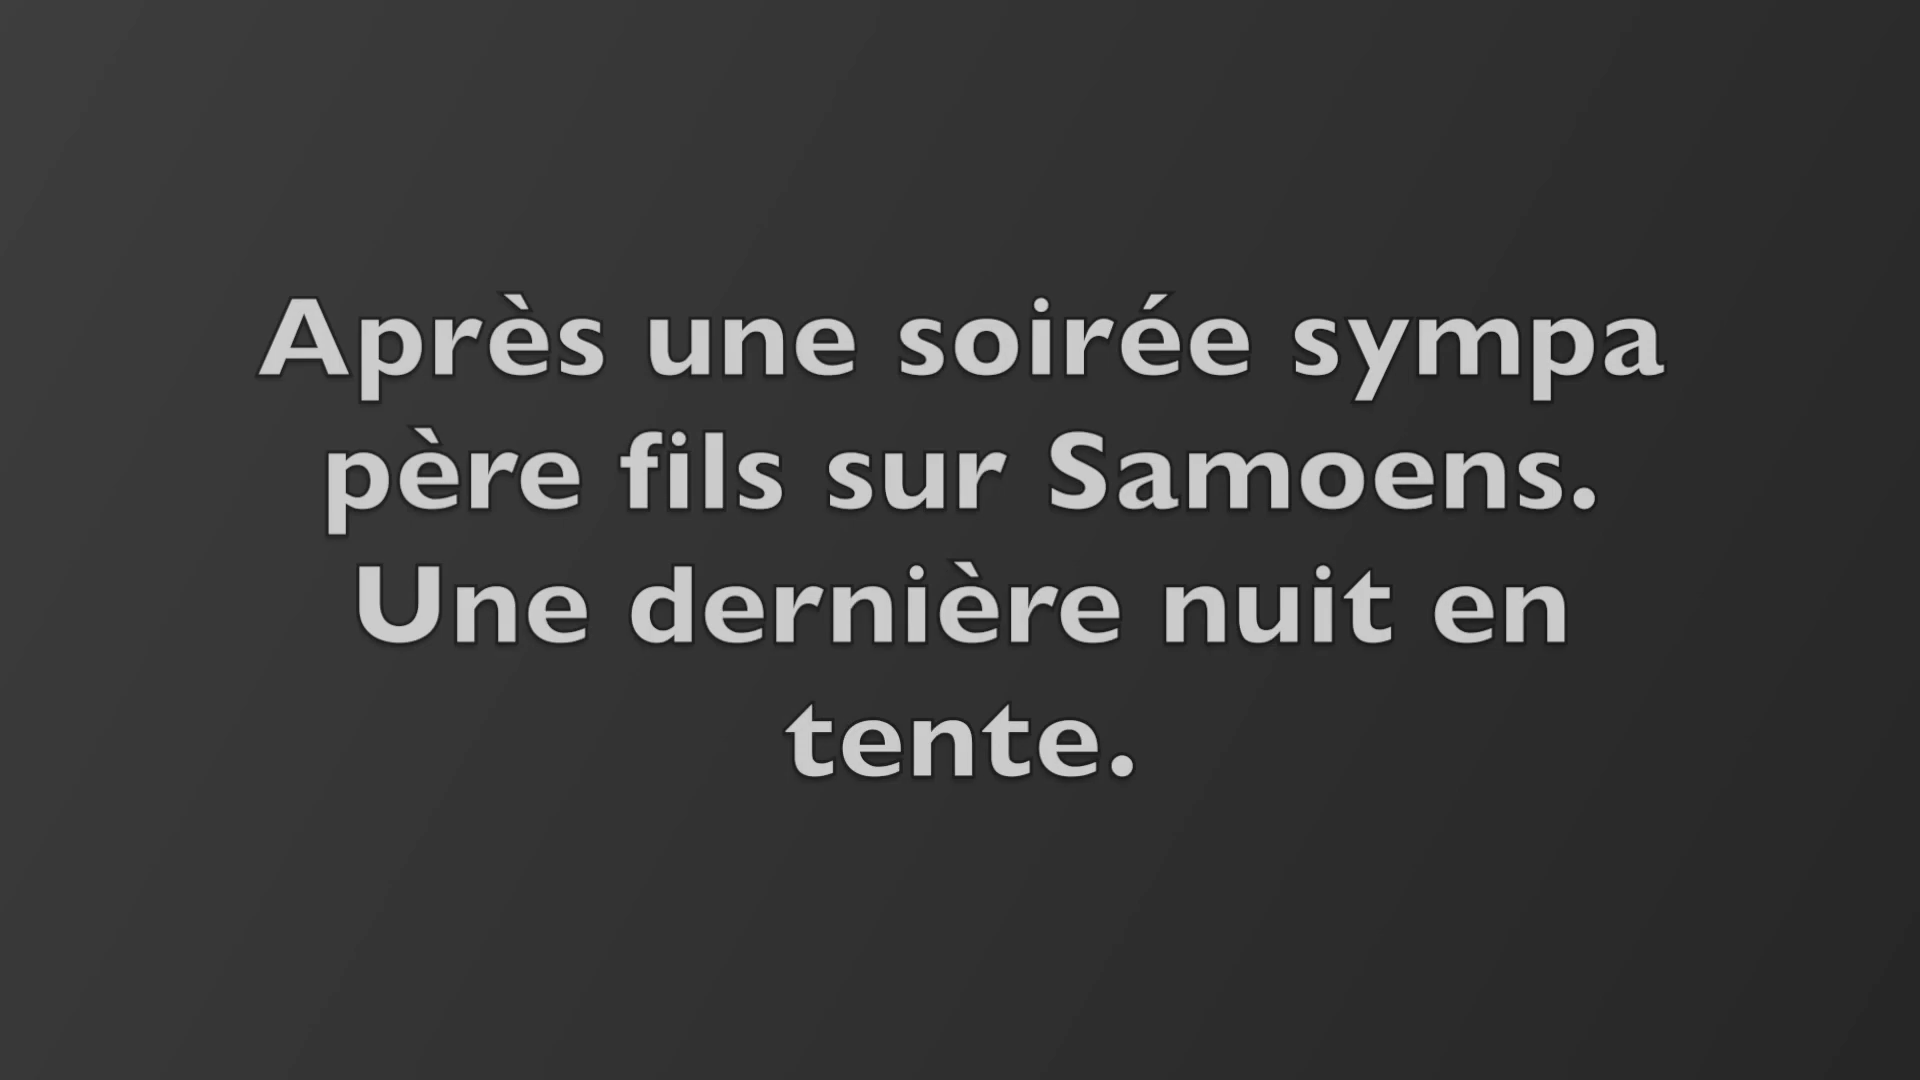 Après une soirée sympa
père fils sur Samoens.
Une dernière nuit en
tente.